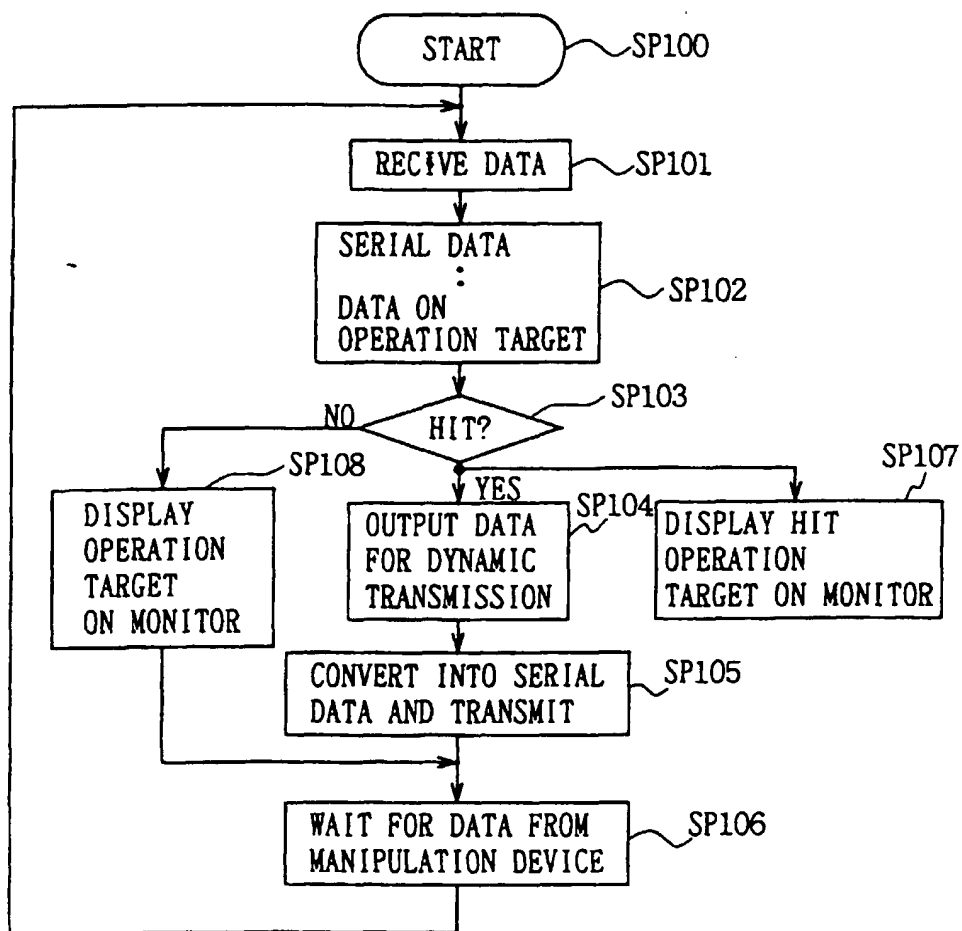 START
SP100
RECIVE DATA
SP101
SERIAL DATA
DATA ON
OPERATION TARGET
SP102
HIT?
SP103
NO
YES
SP108
DISPLAY
OPERATION
TARGET
ON MONITOR
SP104
OUTPUT DATA
FOR DYNAMIC
TRANSMISSION
SP107
DISPLAY HIT
OPERATION
TARGET ON MONITOR
CONVERT INTO SERIAL
DATA AND TRANSMIT
SP105
WAIT FOR DATA FROM
MANIPULATION DEVICE
SP106